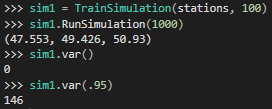 >>> sim1 = TrainSimulation(stations, 100)
>>> sim1.RunSimulation(1000)
(47.553, 49.426, 50.93)
>>> sim1.var()
0
>>> sim1.var(.95)
146